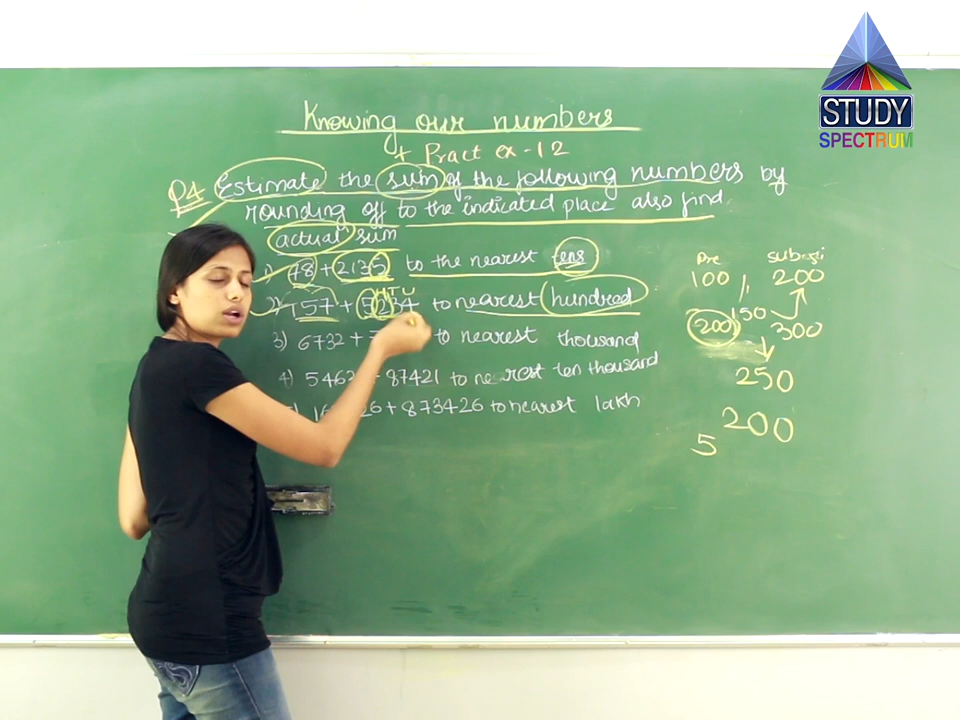 STUDY
SPECTRUM
Knowing our numbers
Pract ex-12
Q4 Estimate the sum of the following numbers by
rounding off to the indicated place also find
actual sum
1) 78 + 2135 to the nearest tens
HTU
2) 157 + 5234 to nearest hundred
3) 6732 + to nearest thousand
4) 5462 + 87421 to nearest ten thousand
+ 873426 to nearest lakh
Pre
100 200
150
200 300
250
200
5